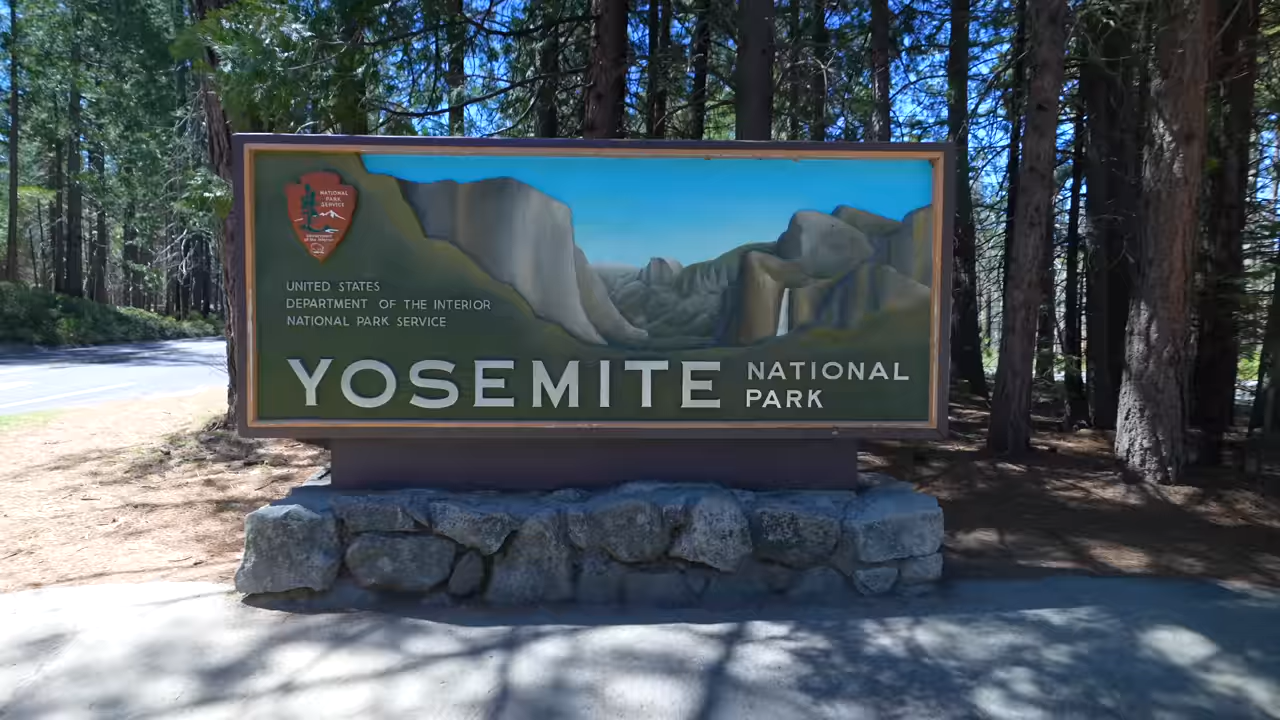 NATIONAL
PARK
SERVICE
Department
of the Interior
UNITED STATES
DEPARTMENT OF THE INTERIOR
NATIONAL PARK SERVICE
YOSEMITE NATIONAL
PARK